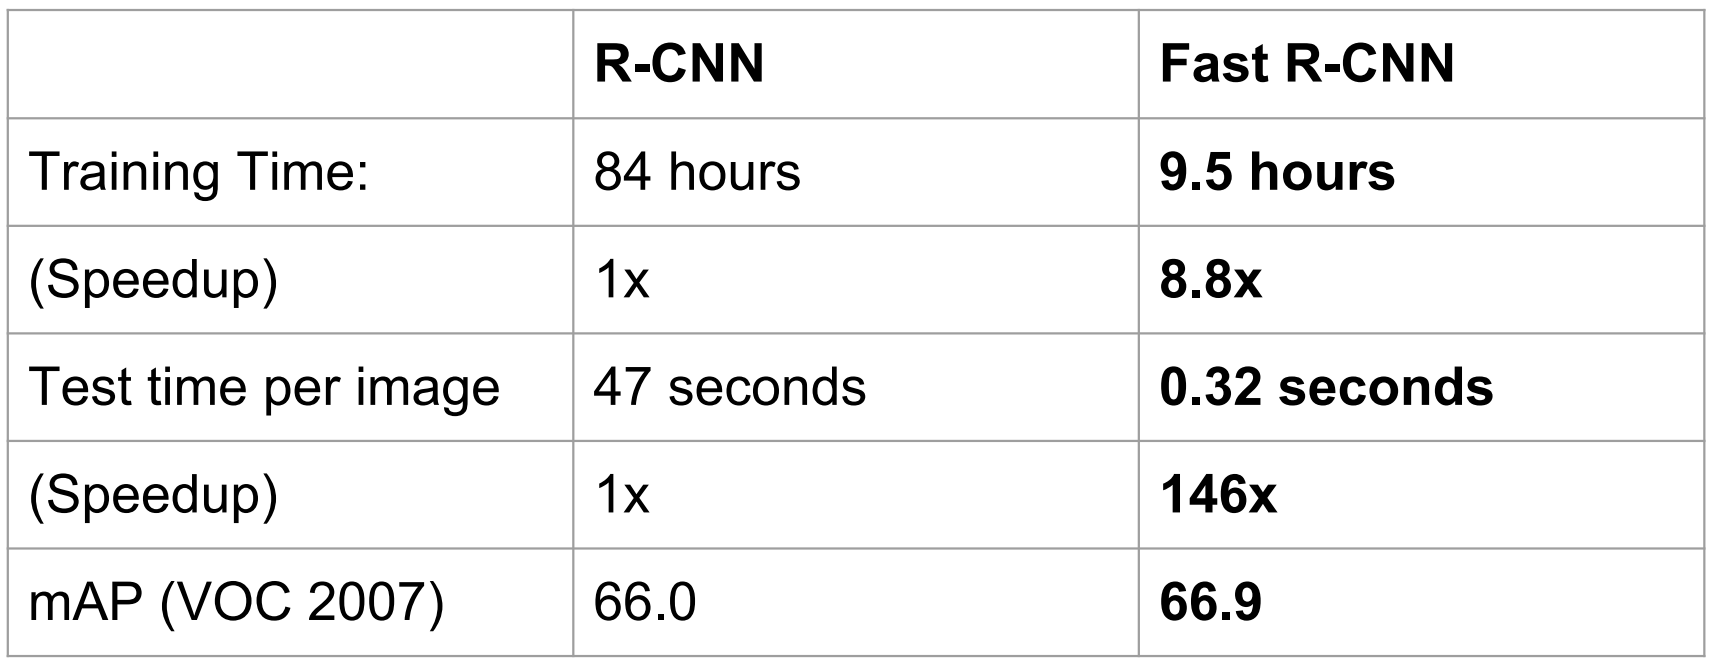 R-CNN Fast R-CNN
Training Time: 84 hours 9.5 hours
(Speedup) 1x 8.8x
Test time per image 47 seconds 0.32 seconds
(Speedup) 1x 146x
mAP (VOC 2007) 66.0 66.9